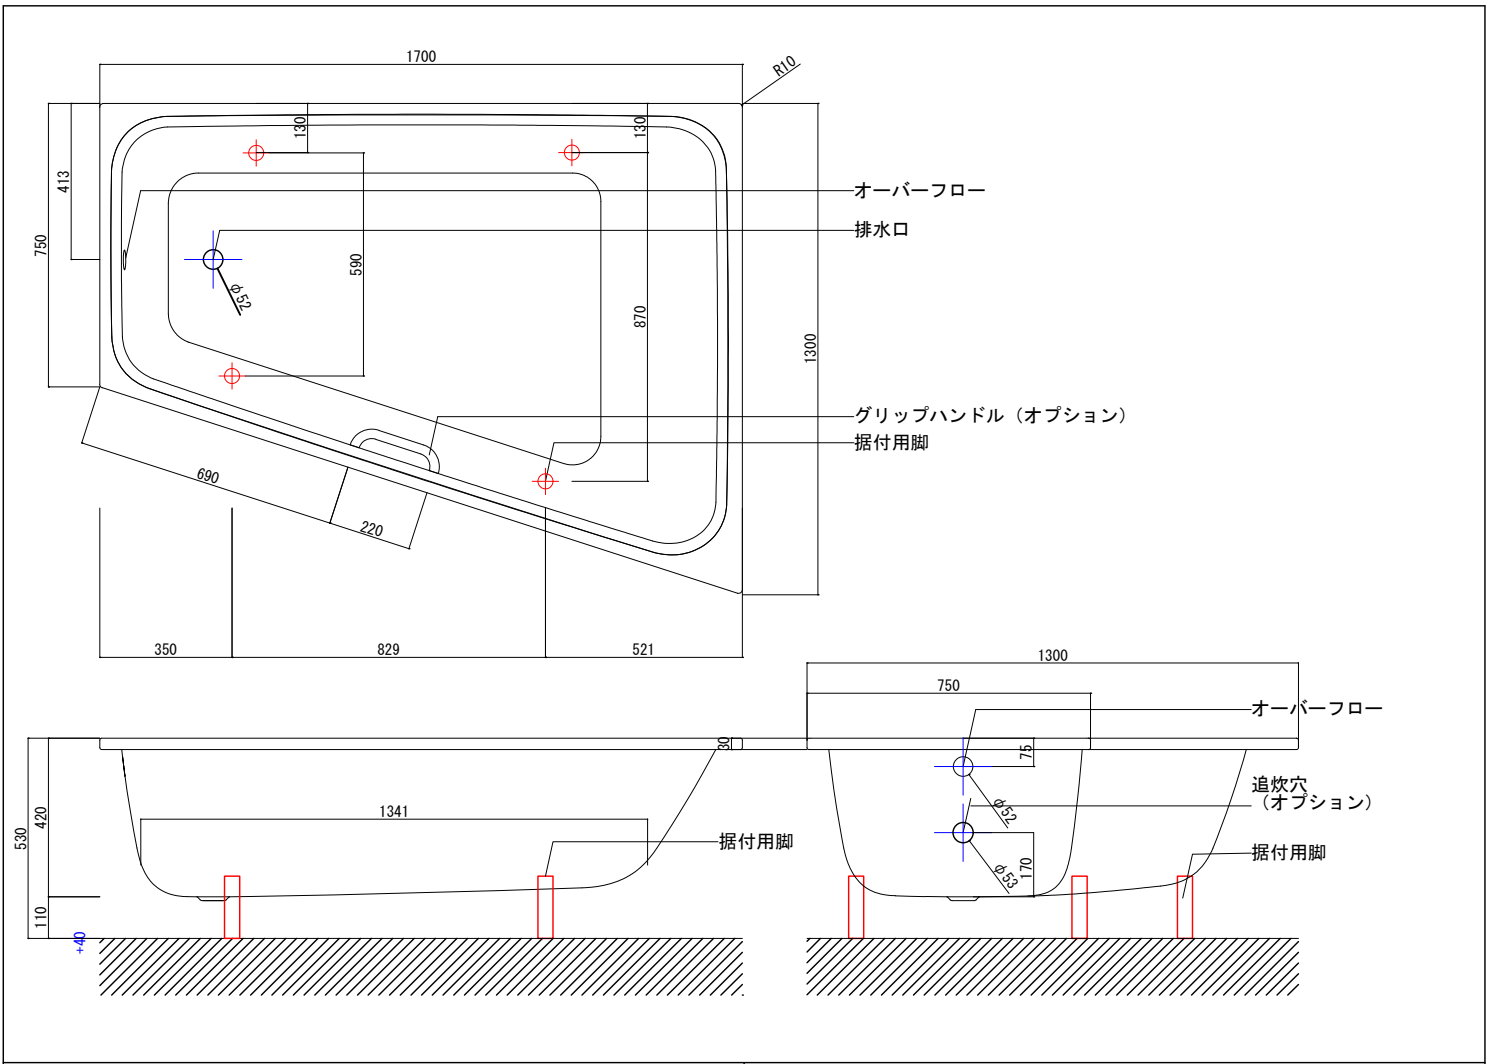 1700
R10
130
130
413
750
オーバーフロー
排水口
590
φ52
870
1300
グリップハンドル（オプション）
据付用脚
690
220
350
829
521
1300
750
オーバーフロー
30
75
追炊穴
（オプション）
φ52
420
530
1341
据付用脚
据付用脚
170
φ53
110
+40